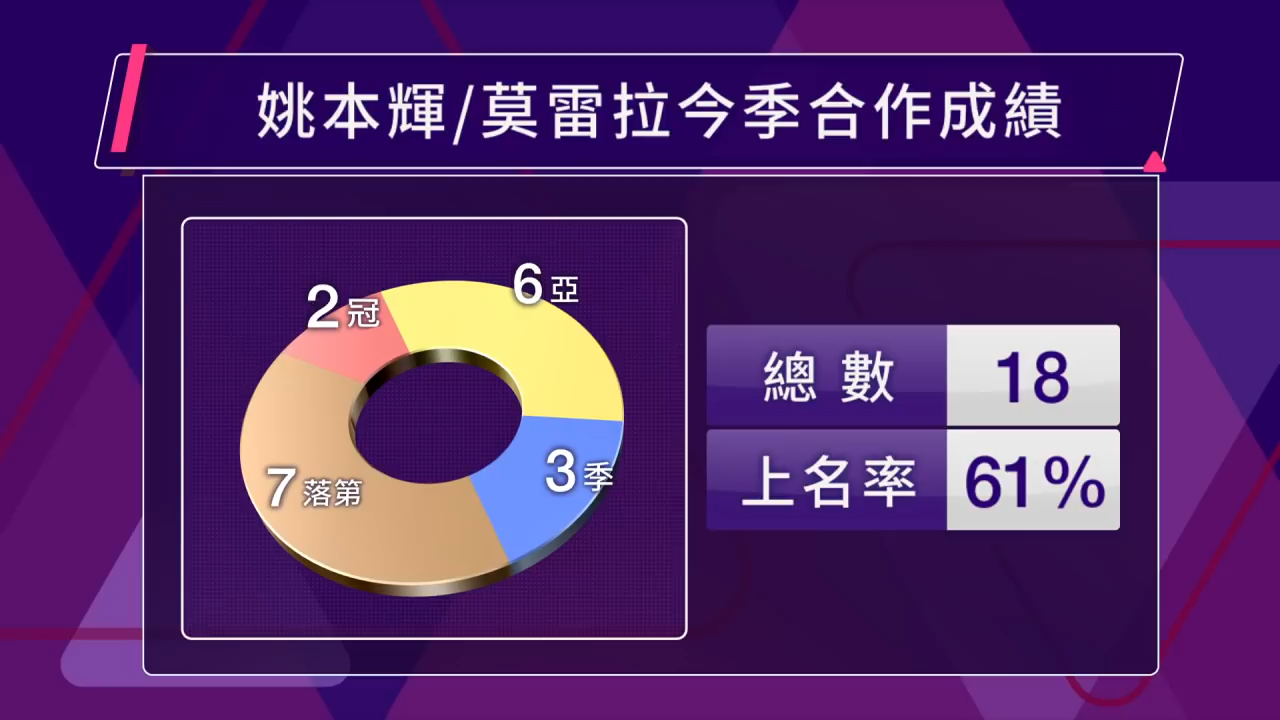 姚本輝/莫雷拉今季合作成績
2冠
6亞
3季
7落第
總數 18
上名率 61%